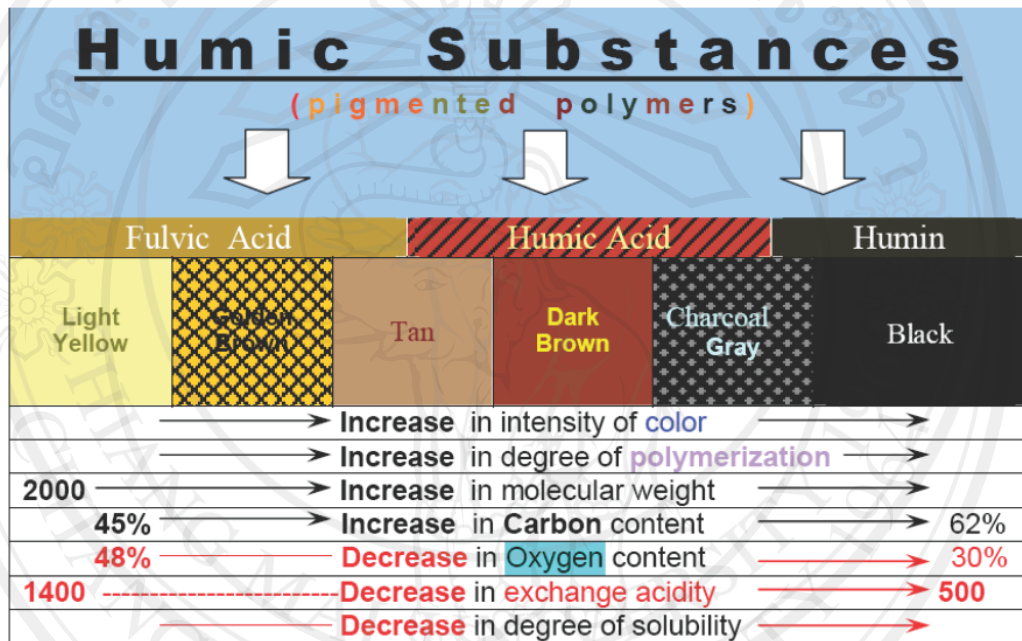 Humic Substances
(pigmented polymers)
Fulvic Acid Humic Acid Humin
Light Yellow Golden Brown Tan Dark Brown Charcoal Gray Black
Increase in intensity of color
Increase in degree of polymerization
2000 Increase in molecular weight
45% Increase in Carbon content 62%
48% Decrease in Oxygen content 30%
1400 Decrease in exchange acidity 500
Decrease in degree of solubility